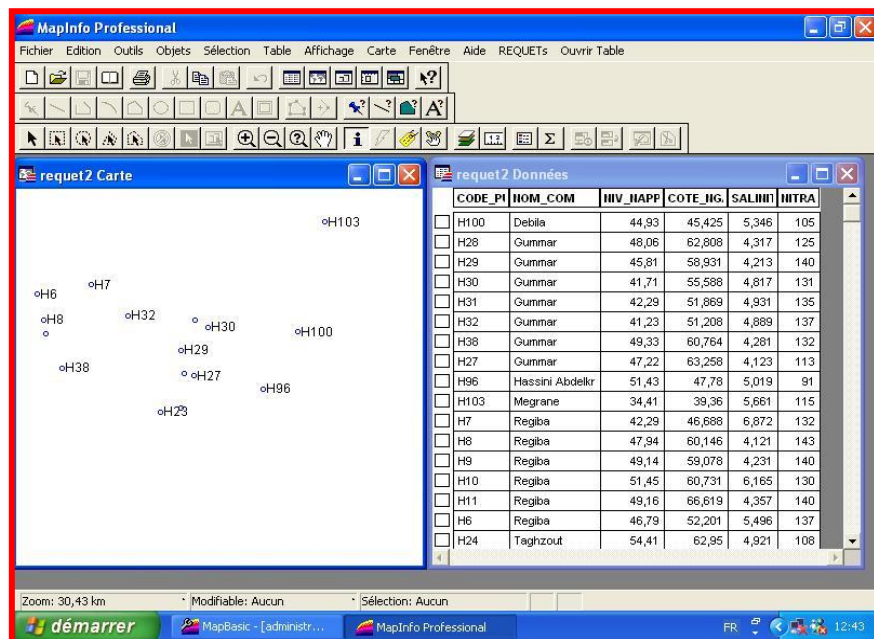 MapInfo Professional
Fichier Edition Outils Objets Sélection Table Affichage Carte Fenêtre Aide REQUETs Ouvrir Table
requet2 Carte
H103
H7
H6
H8
H32
H30
H100
H29
H38
H27
H96
H23
requet2 Données
CODE_PI NOM_COM NIV_NAPP COTE_NG. SALINIT NITRA
H100 Debila 44,93 45,425 5,346 105
H28 Gummar 48,06 62,808 4,317 125
H29 Gummar 45,81 58,931 4,213 140
H30 Gummar 41,71 55,588 4,817 131
H31 Gummar 42,29 51,869 4,931 135
H32 Gummar 41,23 51,208 4,889 137
H38 Gummar 49,33 60,764 4,281 132
H27 Gummar 47,22 63,258 4,123 113
H96 Hassini Abdelkr 51,43 47,78 5,019 91
H103 Megrane 34,41 39,36 5,661 115
H7 Regiba 42,29 46,688 6,872 132
H8 Regiba 47,94 60,146 4,121 143
H9 Regiba 49,14 59,078 4,231 140
H10 Regiba 51,45 60,731 6,165 130
H11 Regiba 49,16 66,619 4,357 140
H6 Regiba 46,79 52,201 5,496 137
H24 Taghzout 54,41 62,95 4,921 108
Zoom: 30,43 km Modifiable: Aucun Sélection: Aucun
démarrer MapBasic - [administr... MapInfo Professional FR 12:43